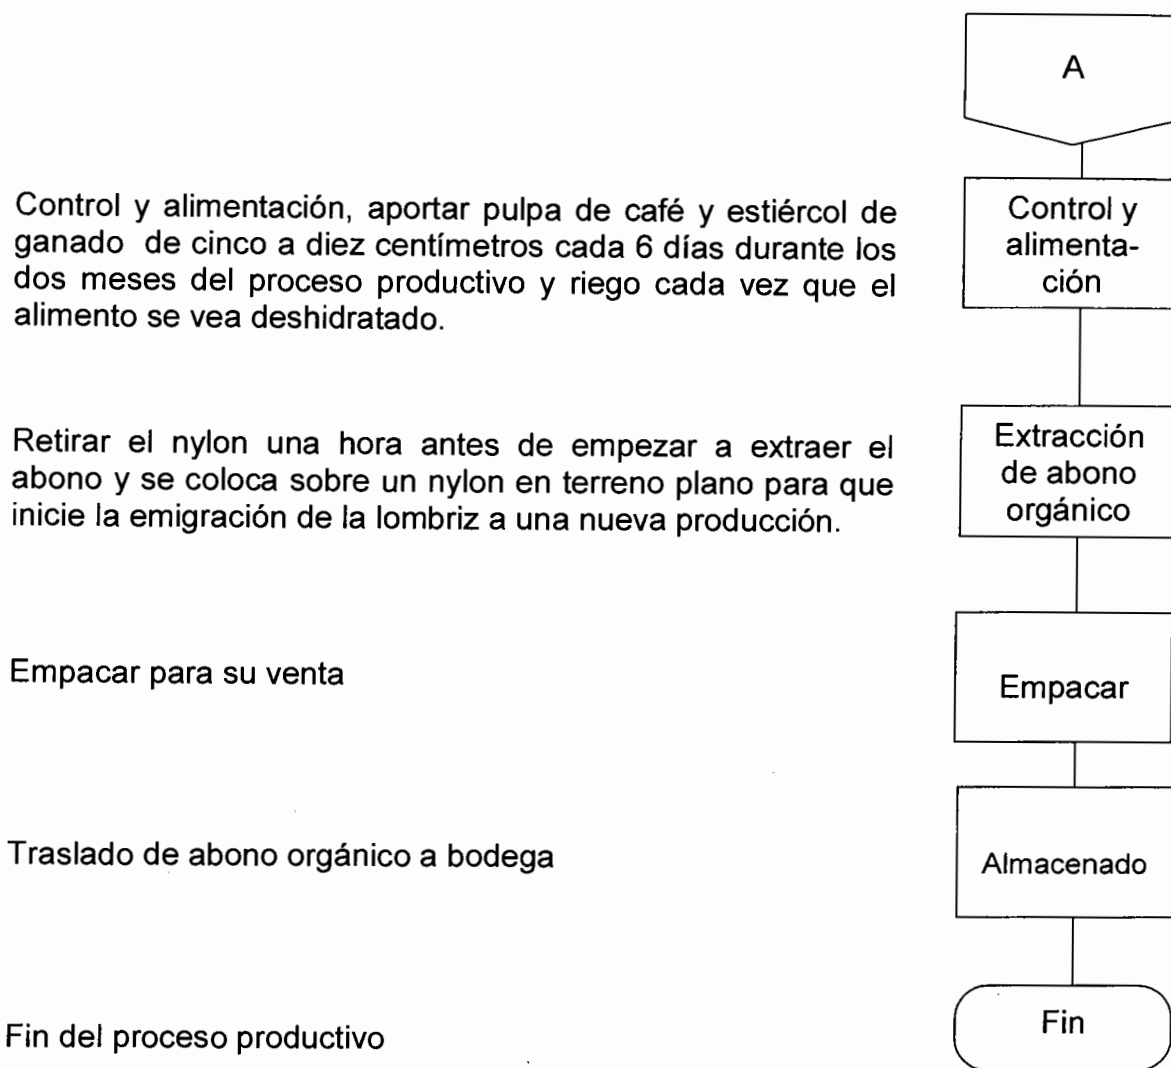 A
Control y alimentación, aportar pulpa de café y estiércol de
ganado de cinco a diez centímetros cada 6 días durante los
dos meses del proceso productivo y riego cada vez que el
alimento se vea deshidratado.
Control y
alimenta-
ción
Retirar el nylon una hora antes de empezar a extraer el
abono y se coloca sobre un nylon en terreno plano para que
inicie la emigración de la lombriz a una nueva producción.
Extracción
de abono
orgánico
Empacar para su venta
Empacar
Traslado de abono orgánico a bodega
Almacenado
Fin del proceso productivo
Fin